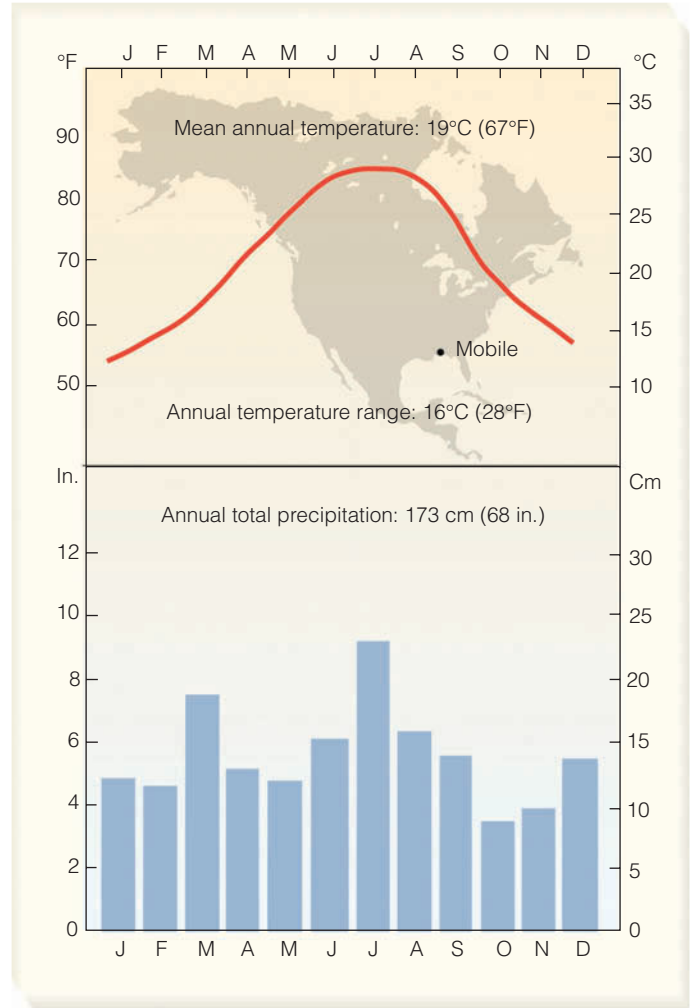 J F M A M J J A S O N D
°F °C
35
90
Mean annual temperature: 19°C (67°F)
30
80
25
70
20
60
15
Mobile
50
10
Annual temperature range: 16°C (28°F)
In. Cm
Annual total precipitation: 173 cm (68 in.)
12 30
10 25
8 20
6 15
4 10
2 5
0 0
J F M A M J J A S O N D